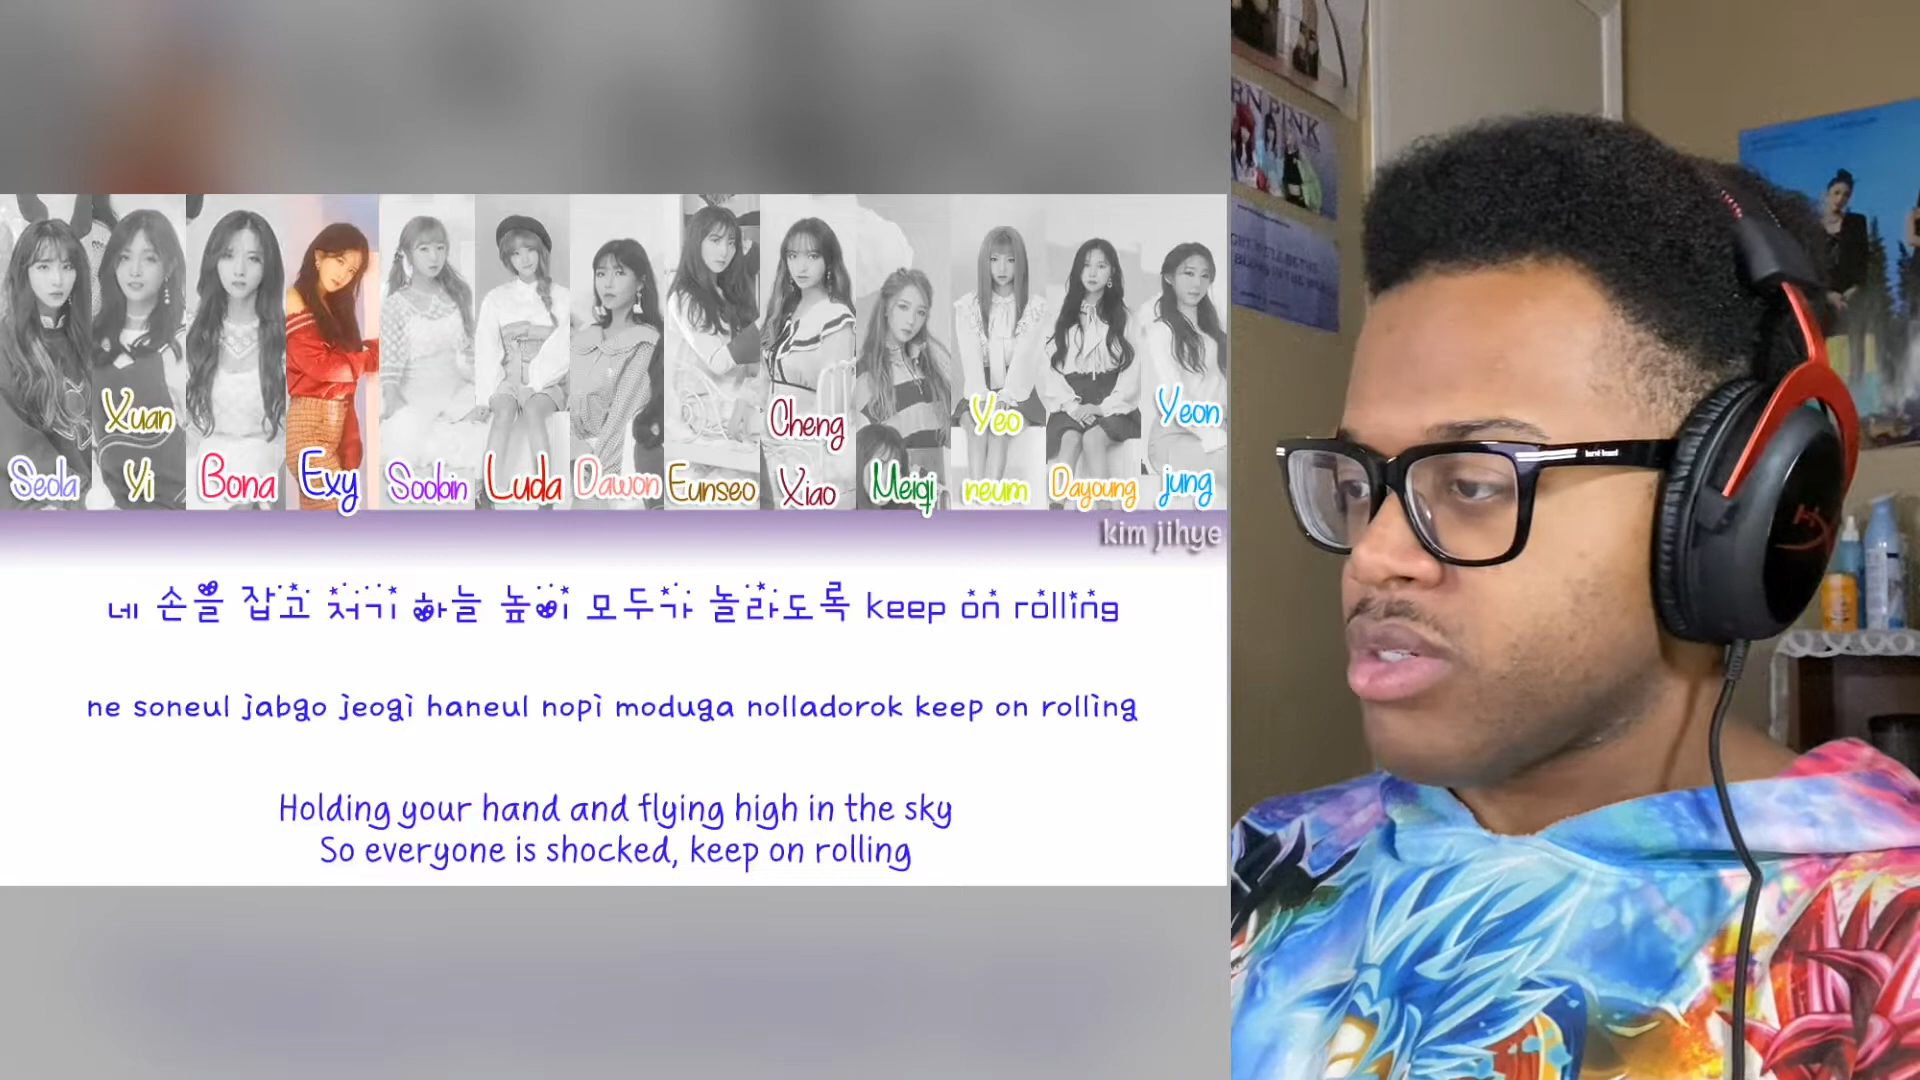 Xuan
Cheng
Yeo
Yeon
Seola
Yi
Bona
Exy
Soobin
Luda
Dawon
Eunseo
Xiao
Meiqi
neum
Dayoung
jung
kim jihye
네 손을 잡고 저기 하늘 높이 모두가 놀라도록 keep on rolling
ne soneul jabgo jeogi haneul nopi moduga nolladorok keep on rolling
Holding your hand and flying high in the sky
So everyone is shocked, keep on rolling
RN PINK